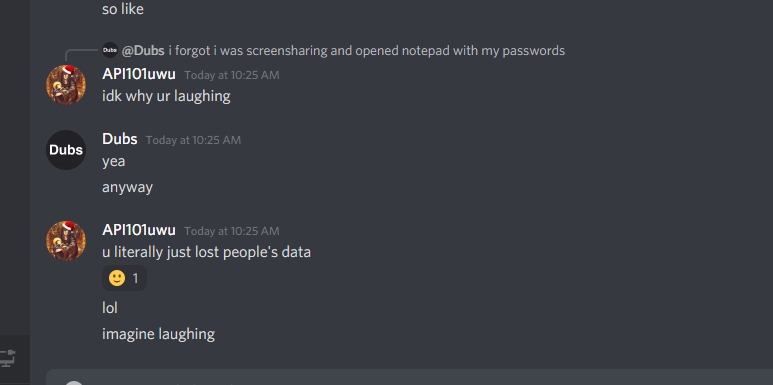 so like
Dubs @Dubs i forgot i was screensharing and opened notepad with my passwords
API101uwu Today at 10:25 AM
idk why ur laughing
Dubs
Dubs Today at 10:25 AM
yea
anyway
API101uwu Today at 10:25 AM
u literally just lost people's data
1
lol
imagine laughing